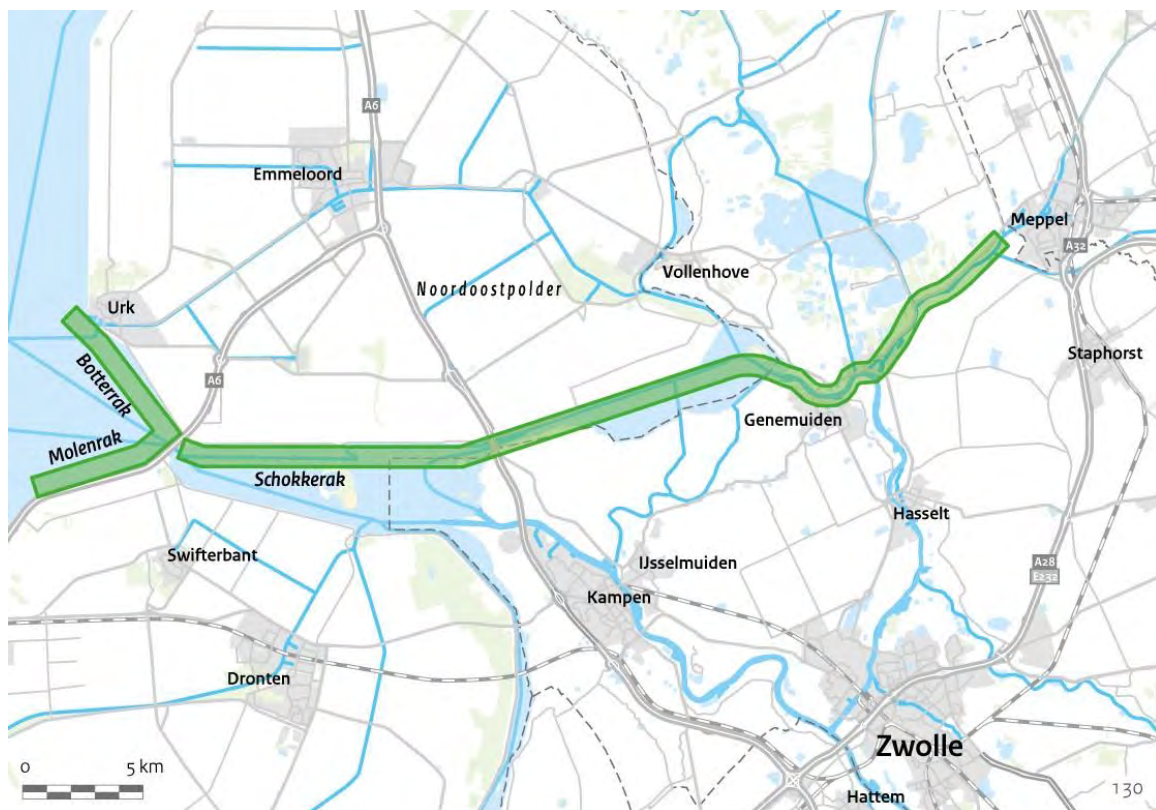 A6
Emmeloord
Meppel
A32
Vollenhove
Noordoostpolder
Urk
Staphorst
A6
Botterrak
Genemuiden
Molenrak
Schokkerak
Hasselt
Swifterbant
IJsselmuiden
A28
E232
Kampen
Dronten
Zwolle
0 5 km
130
Hattem